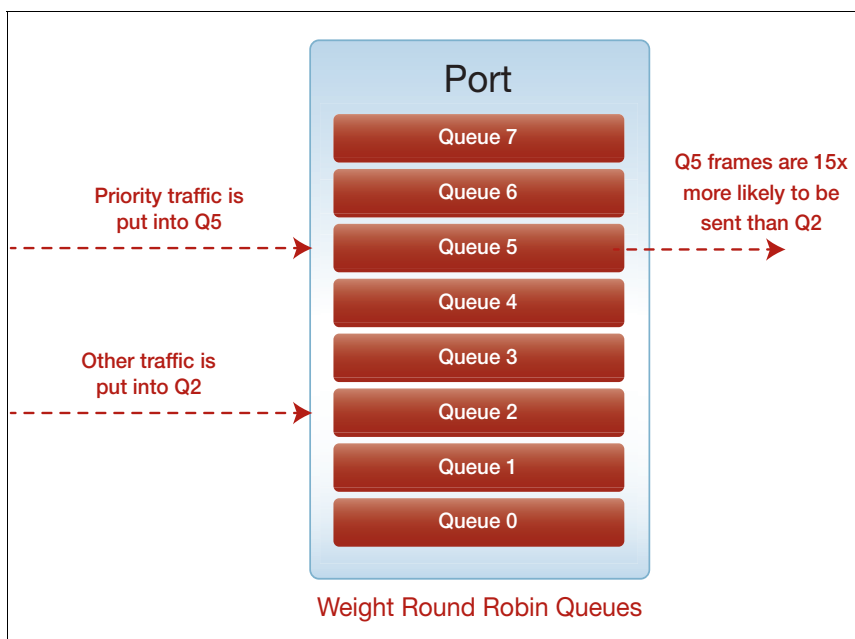 Port
Queue 7
Queue 6
Queue 5
Queue 4
Queue 3
Queue 2
Queue 1
Queue 0
Priority traffic is
put into Q5
Other traffic is
put into Q2
Q5 frames are 15x
more likely to be
sent than Q2
Weight Round Robin Queues